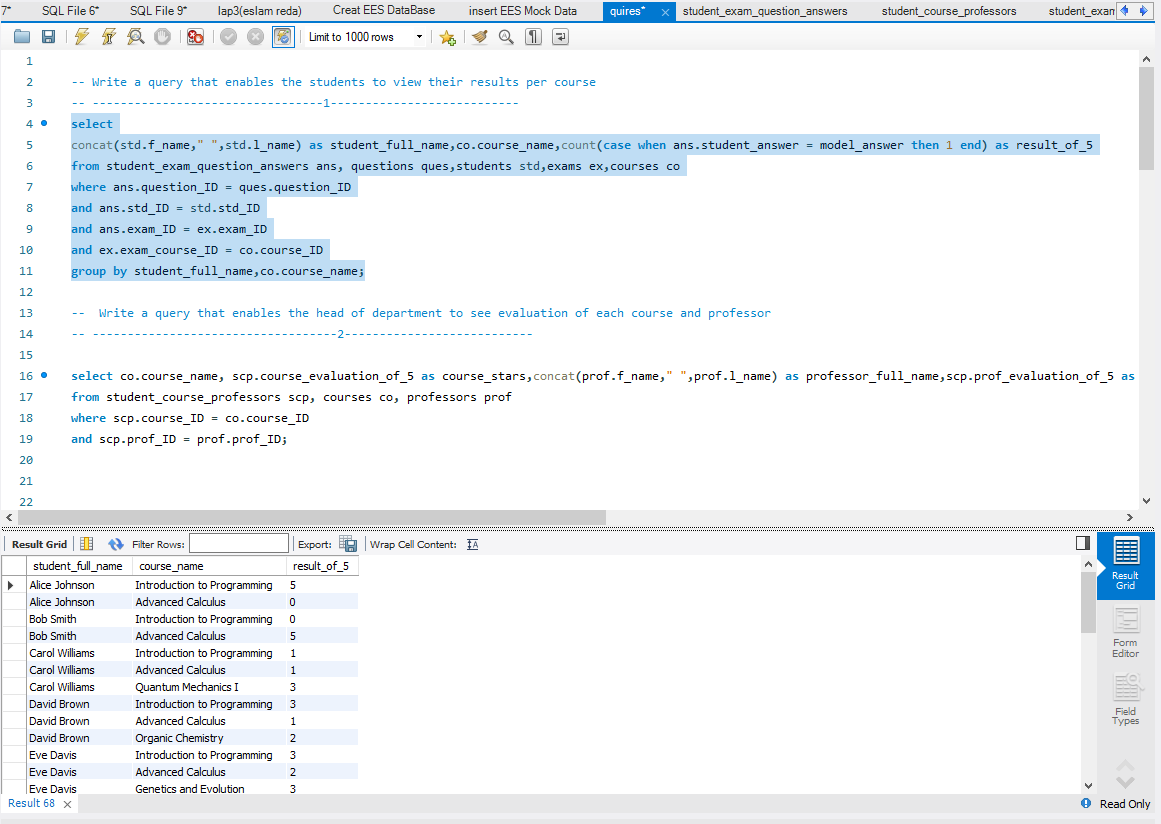 7* SQL File 6* SQL File 9* lap3(eslam reda) Creat EES DataBase insert EES Mock Data quires* student_exam_question_answers student_course_professors student_exam
Limit to 1000 rows
1
2 -- Write a query that enables the students to view their results per course
3 -- ---------------------------------1---------------------------
4 select
5 concat(std.f_name," ",std.l_name) as student_full_name,co.course_name,count(case when ans.student_answer = model_answer then 1 end) as result_of_5
6 from student_exam_question_answers ans, questions ques,students std,exams ex,courses co
7 where ans.question_ID = ques.question_ID
8 and ans.std_ID = std.std_ID
9 and ans.exam_ID = ex.exam_ID
10 and ex.exam_course_ID = co.course_ID
11 group by student_full_name,co.course_name;
12
13 --  Write a query that enables the head of department to see evaluation of each course and professor
14 -- -----------------------------------2---------------------------
15
16 select co.course_name, scp.course_evaluation_of_5 as course_stars,concat(prof.f_name," ",prof.l_name) as professor_full_name,scp.prof_evaluation_of_5 as
17 from student_course_professors scp, courses co, professors prof
18 where scp.course_ID = co.course_ID
19 and scp.prof_ID = prof.prof_ID;
20
21
22
Result Grid Filter Rows: Export: Wrap Cell Content: IA
student_full_name course_name result_of_5
Alice Johnson Introduction to Programming 5
Alice Johnson Advanced Calculus 0
Bob Smith Introduction to Programming 0
Bob Smith Advanced Calculus 5
Carol Williams Introduction to Programming 1
Carol Williams Advanced Calculus 1
Carol Williams Quantum Mechanics I 3
David Brown Introduction to Programming 3
David Brown Advanced Calculus 1
David Brown Organic Chemistry 2
Eve Davis Introduction to Programming 3
Eve Davis Advanced Calculus 2
Eve Davis Genetics and Evolution 3
Result
Grid
Form
Editor
Field
Types
Result 68 Read Only